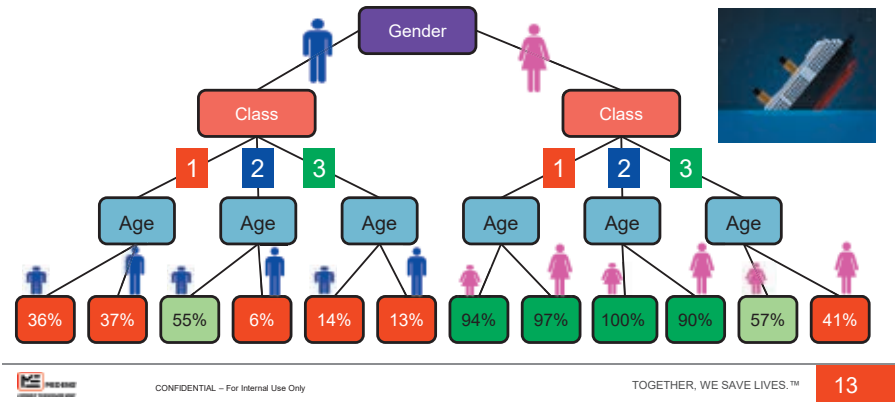 Gender
Class Class
1 2 3 1 2 3
Age Age Age Age Age Age
36% 37% 55% 6% 14% 13% 94% 97% 100% 90% 57% 41%
CONFIDENTIAL – For Internal Use Only
TOGETHER, WE SAVE LIVES.™
13